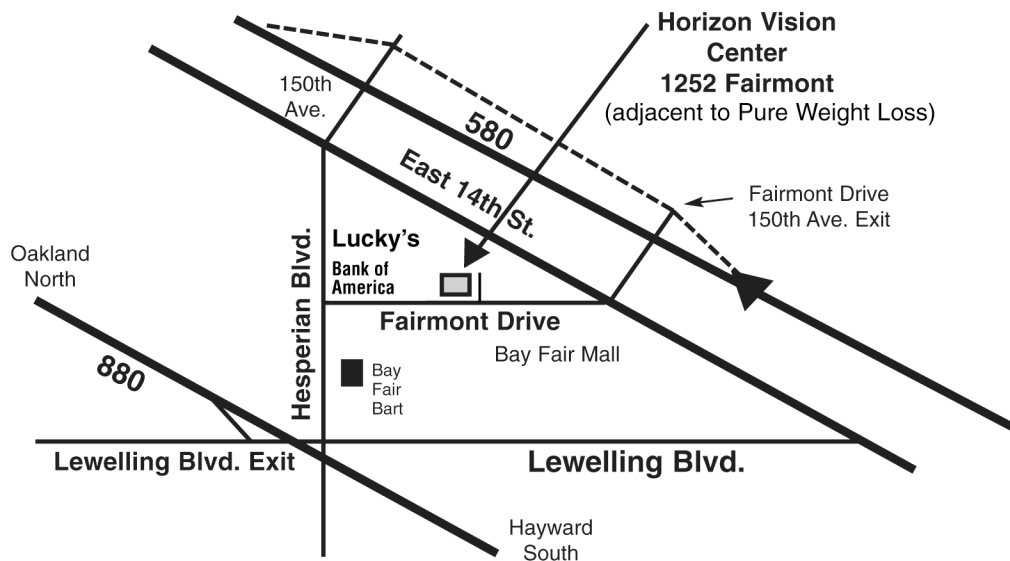 Horizon Vision
Center
1252 Fairmont
(adjacent to Pure Weight Loss)
150th
Ave.
580
East 14th St.
Fairmont Drive
150th Ave. Exit
Lucky's
Bank of
America
Oakland
North
Hesperian Blvd.
Fairmont Drive
Bay Fair Mall
880
Bay
Fair
Bart
Lewelling Blvd. Exit
Lewelling Blvd.
Hayward
South